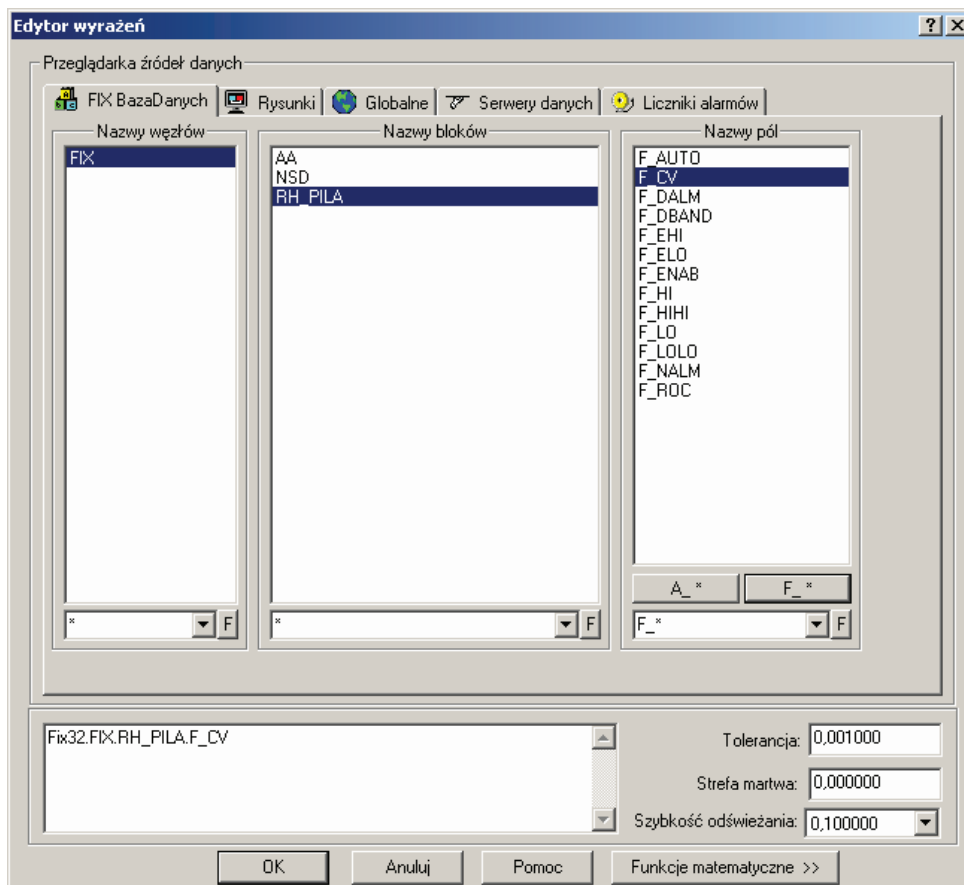 Edytor wyrażeń
Przeglądarka źródeł danych
FIX BazaDanych
Rysunki
Globalne
Serwery danych
Liczniki alarmów
Nazwy węzłów
FIX
*
F
Nazwy bloków
AA
NSD
RH_PILA
*
F
Nazwy pól
F_AUTO
F_CV
F_DALM
F_DBAND
F_EHI
F_ELO
F_ENAB
F_HI
F_HIHI
F_LO
F_LOLO
F_NALM
F_ROC
A_*
F_*
F_*
F
Fix32.FIX.RH_PILA.F_CV
Tolerancja: 0,001000
Strefa martwa: 0,000000
Szybkość odświeżania: 0,100000
OK
Anuluj
Pomoc
Funkcje matematyczne >>